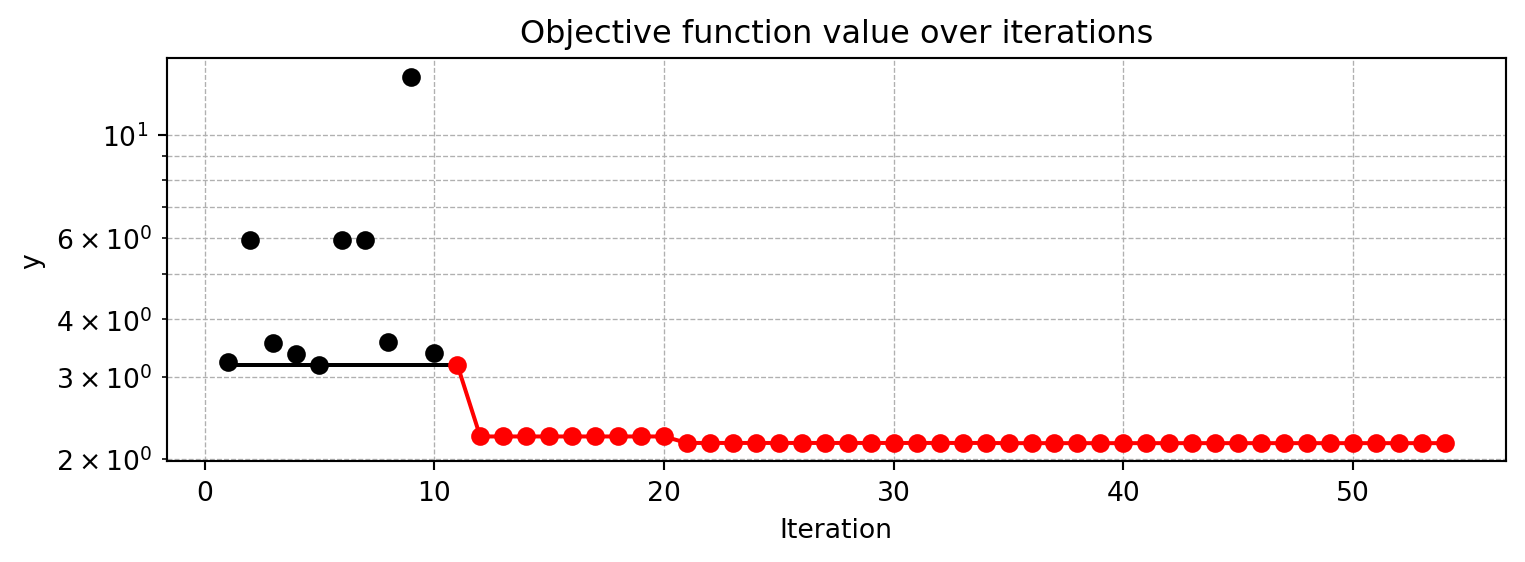 Objective function value over iterations
10¹
6 × 10⁰
4 × 10⁰
3 × 10⁰
2 × 10⁰
y
0 10 20 30 40 50
Iteration